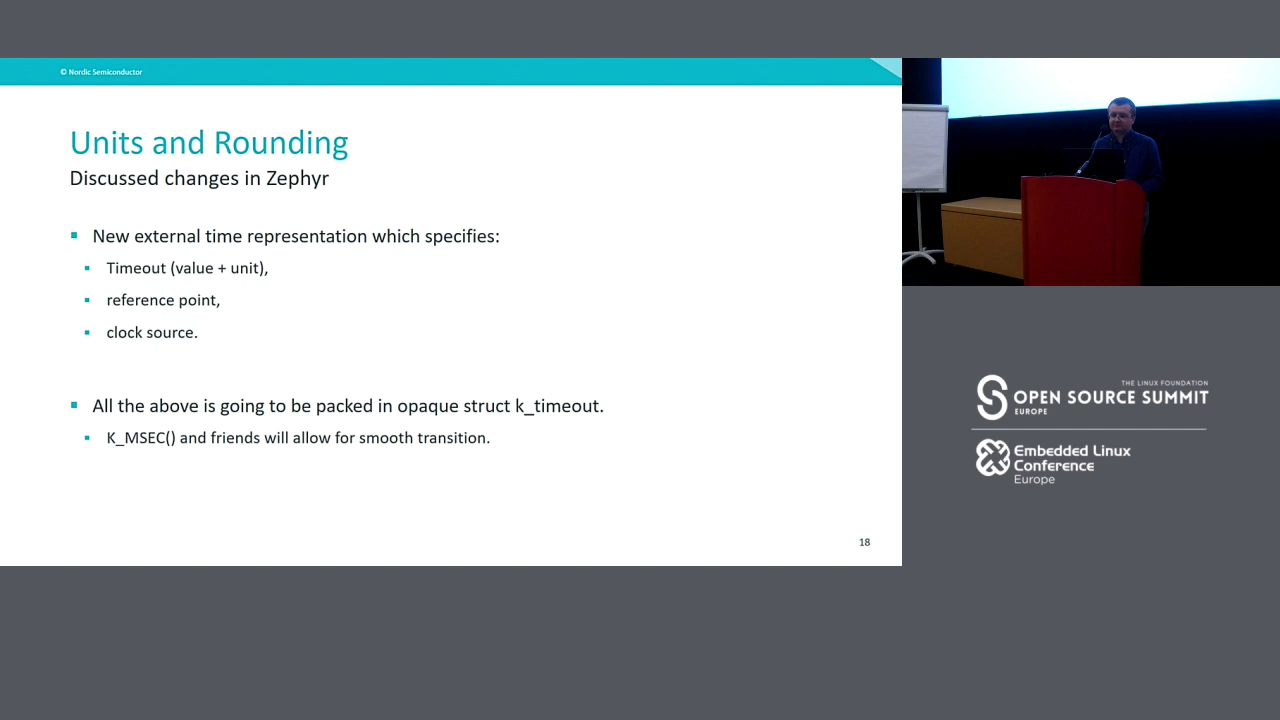 © Nordic Semiconductor
Units and Rounding
Discussed changes in Zephyr
New external time representation which specifies:
Timeout (value + unit),
reference point,
clock source.
All the above is going to be packed in opaque struct k_timeout.
K_MSEC() and friends will allow for smooth transition.
18
THE LINUX FOUNDATION
OPEN SOURCE SUMMIT
EUROPE
Embedded Linux
Conference
Europe